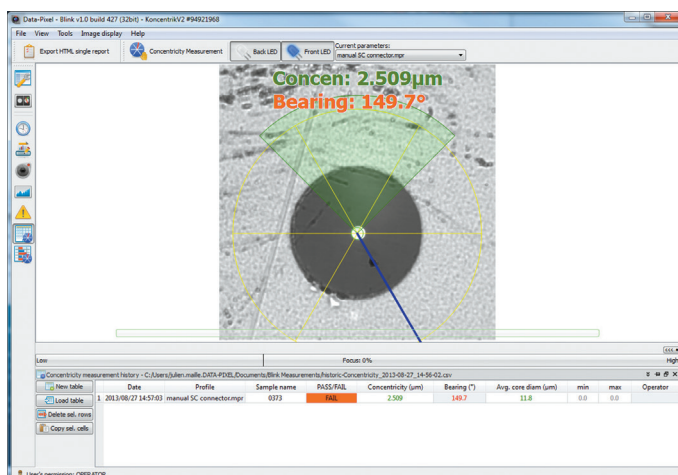 Data-Pixel - Blink v1.0 build 427 (32bit) - KoncentrikV2 #94921968
File View Tools Image display Help
Export HTML single report Concentricity Measurement Back LED Front LED Current parameters:
manual SC connector.mpr
Concen: 2.509µm
Bearing: 149.7°
Low Focus: 0% High
Concentricity measurement history - C:/Users/julien.maille.DATA-PIXEL/Documents/Blink Measurements/historic-Concentricity_2013-08-27_14-56-02.csv
New table Date Profile Sample name PASS/FAIL Concentricity (µm) Bearing (°) Avg. core diam (µm) min max Operator
Load table 1 2013/08/27 14:57:03 manual SC connector.mpr 0373 FAIL 2.509 149.7 11.8 0.0 0.0
Delete sel. rows
Copy sel. cells
User's permission: OPERATOR